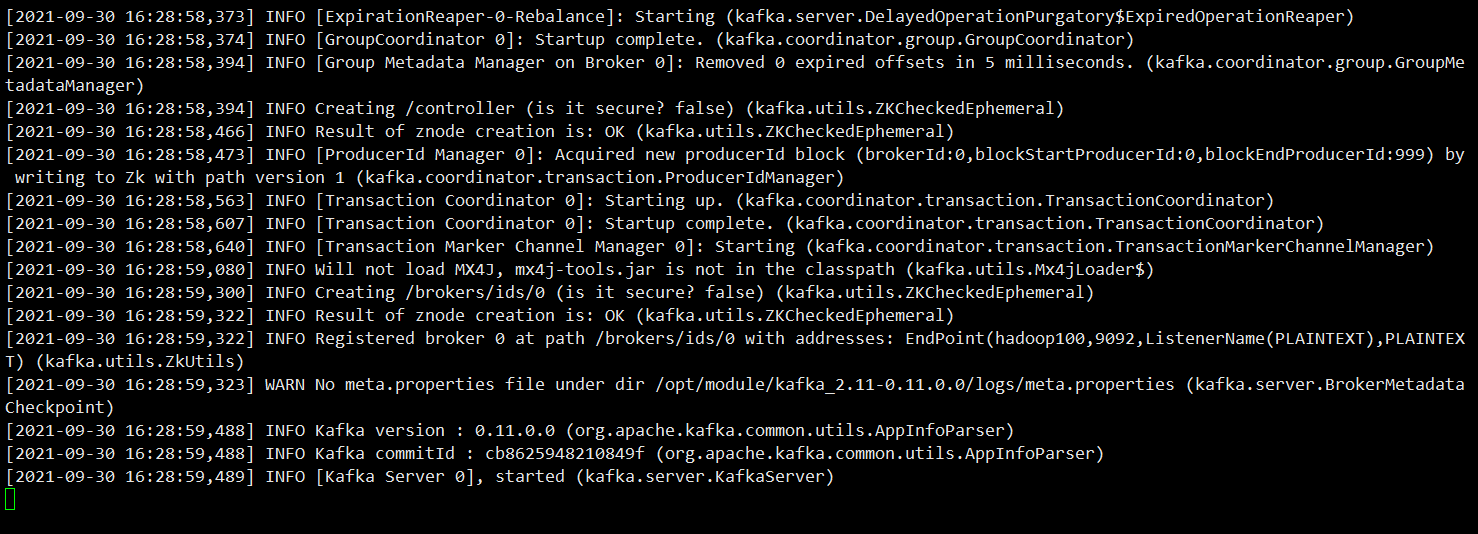 [2021-09-30 16:28:58,373] INFO [ExpirationReaper-0-Rebalance]: Starting (kafka.server.DelayedOperationPurgatory$ExpiredOperationReaper)
[2021-09-30 16:28:58,374] INFO [GroupCoordinator 0]: Startup complete. (kafka.coordinator.group.GroupCoordinator)
[2021-09-30 16:28:58,394] INFO [Group Metadata Manager on Broker 0]: Removed 0 expired offsets in 5 milliseconds. (kafka.coordinator.group.GroupMe
tadataManager)
[2021-09-30 16:28:58,394] INFO Creating /controller (is it secure? false) (kafka.utils.ZKCheckedEphemeral)
[2021-09-30 16:28:58,466] INFO Result of znode creation is: OK (kafka.utils.ZKCheckedEphemeral)
[2021-09-30 16:28:58,473] INFO [ProducerId Manager 0]: Acquired new producerId block (brokerId:0,blockStartProducerId:0,blockEndProducerId:999) by
 writing to Zk with path version 1 (kafka.coordinator.transaction.ProducerIdManager)
[2021-09-30 16:28:58,563] INFO [Transaction Coordinator 0]: Starting up. (kafka.coordinator.transaction.TransactionCoordinator)
[2021-09-30 16:28:58,607] INFO [Transaction Coordinator 0]: Startup complete. (kafka.coordinator.transaction.TransactionCoordinator)
[2021-09-30 16:28:58,640] INFO [Transaction Marker Channel Manager 0]: Starting (kafka.coordinator.transaction.TransactionMarkerChannelManager)
[2021-09-30 16:28:59,080] INFO Will not load MX4J, mx4j-tools.jar is not in the classpath (kafka.utils.Mx4jLoader$)
[2021-09-30 16:28:59,300] INFO Creating /brokers/ids/0 (is it secure? false) (kafka.utils.ZKCheckedEphemeral)
[2021-09-30 16:28:59,322] INFO Result of znode creation is: OK (kafka.utils.ZKCheckedEphemeral)
[2021-09-30 16:28:59,322] INFO Registered broker 0 at path /brokers/ids/0 with addresses: EndPoint(hadoop100,9092,ListenerName(PLAINTEXT),PLAINTEX
T) (kafka.utils.ZkUtils)
[2021-09-30 16:28:59,323] WARN No meta.properties file under dir /opt/module/kafka_2.11-0.11.0.0/logs/meta.properties (kafka.server.BrokerMetadata
Checkpoint)
[2021-09-30 16:28:59,488] INFO Kafka version : 0.11.0.0 (org.apache.kafka.common.utils.AppInfoParser)
[2021-09-30 16:28:59,488] INFO Kafka commitId : cb8625948210849f (org.apache.kafka.common.utils.AppInfoParser)
[2021-09-30 16:28:59,489] INFO [Kafka Server 0], started (kafka.server.KafkaServer)